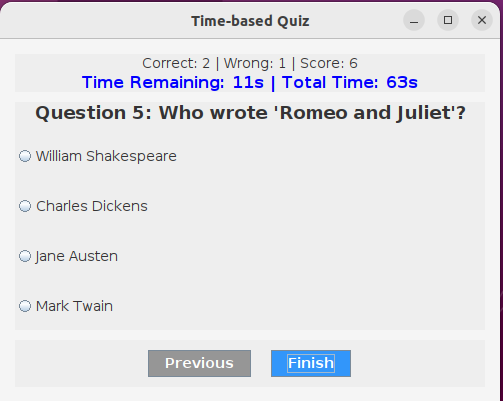 Time-based Quiz
Correct: 2 | Wrong: 1 | Score: 6
Time Remaining: 11s | Total Time: 63s
Question 5: Who wrote 'Romeo and Juliet'?
William Shakespeare
Charles Dickens
Jane Austen
Mark Twain
Previous Finish